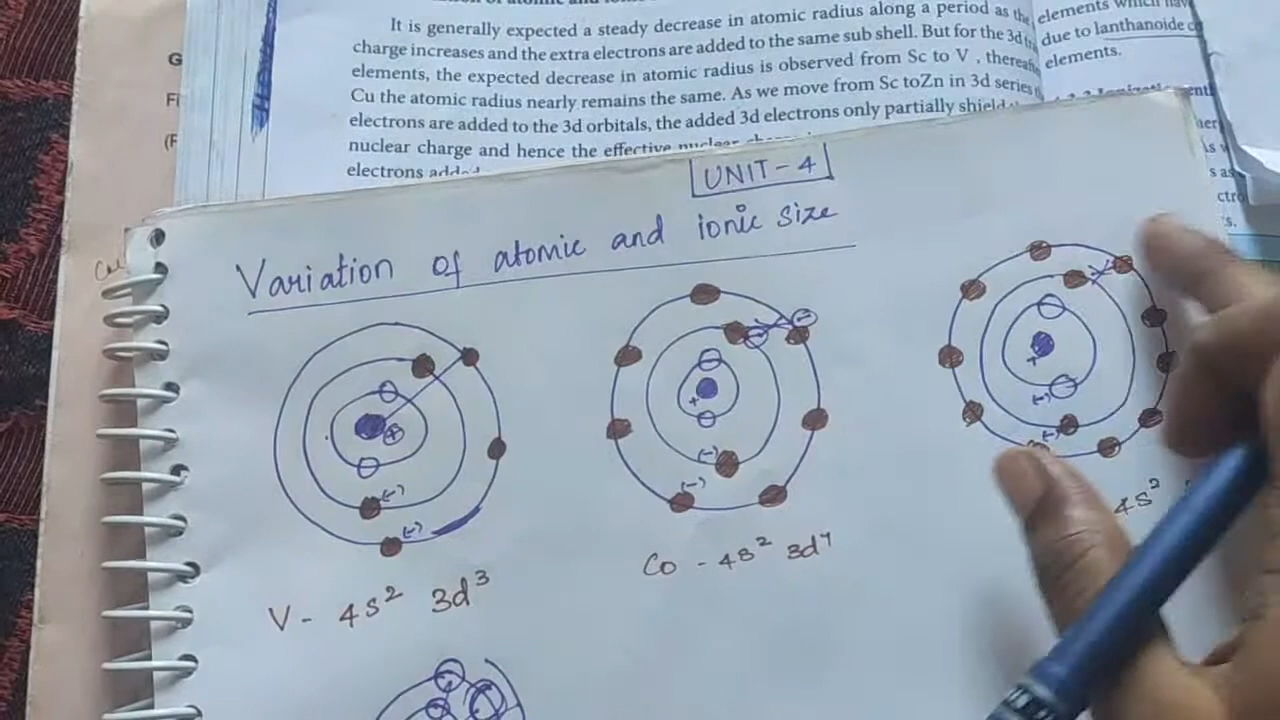 It is generally expected a steady decrease in atomic radius along a period as the
charge increases and the extra electrons are added to the same sub shell. But for the 3d
elements, the expected decrease in atomic radius is observed from Sc to V , thereafter
Cu the atomic radius nearly remains the same. As we move from Sc toZn in 3d series
electrons are added to the 3d orbitals, the added 3d electrons only partially shield
nuclear charge and hence the effective nuclear
electrons added
elements which
due to lanthanoide
elements.
G
Fi
(F
UNIT-4
Variation of atomic and ionic size
V - 4s² 3d³
Co - 4s² 3d⁷
4s²